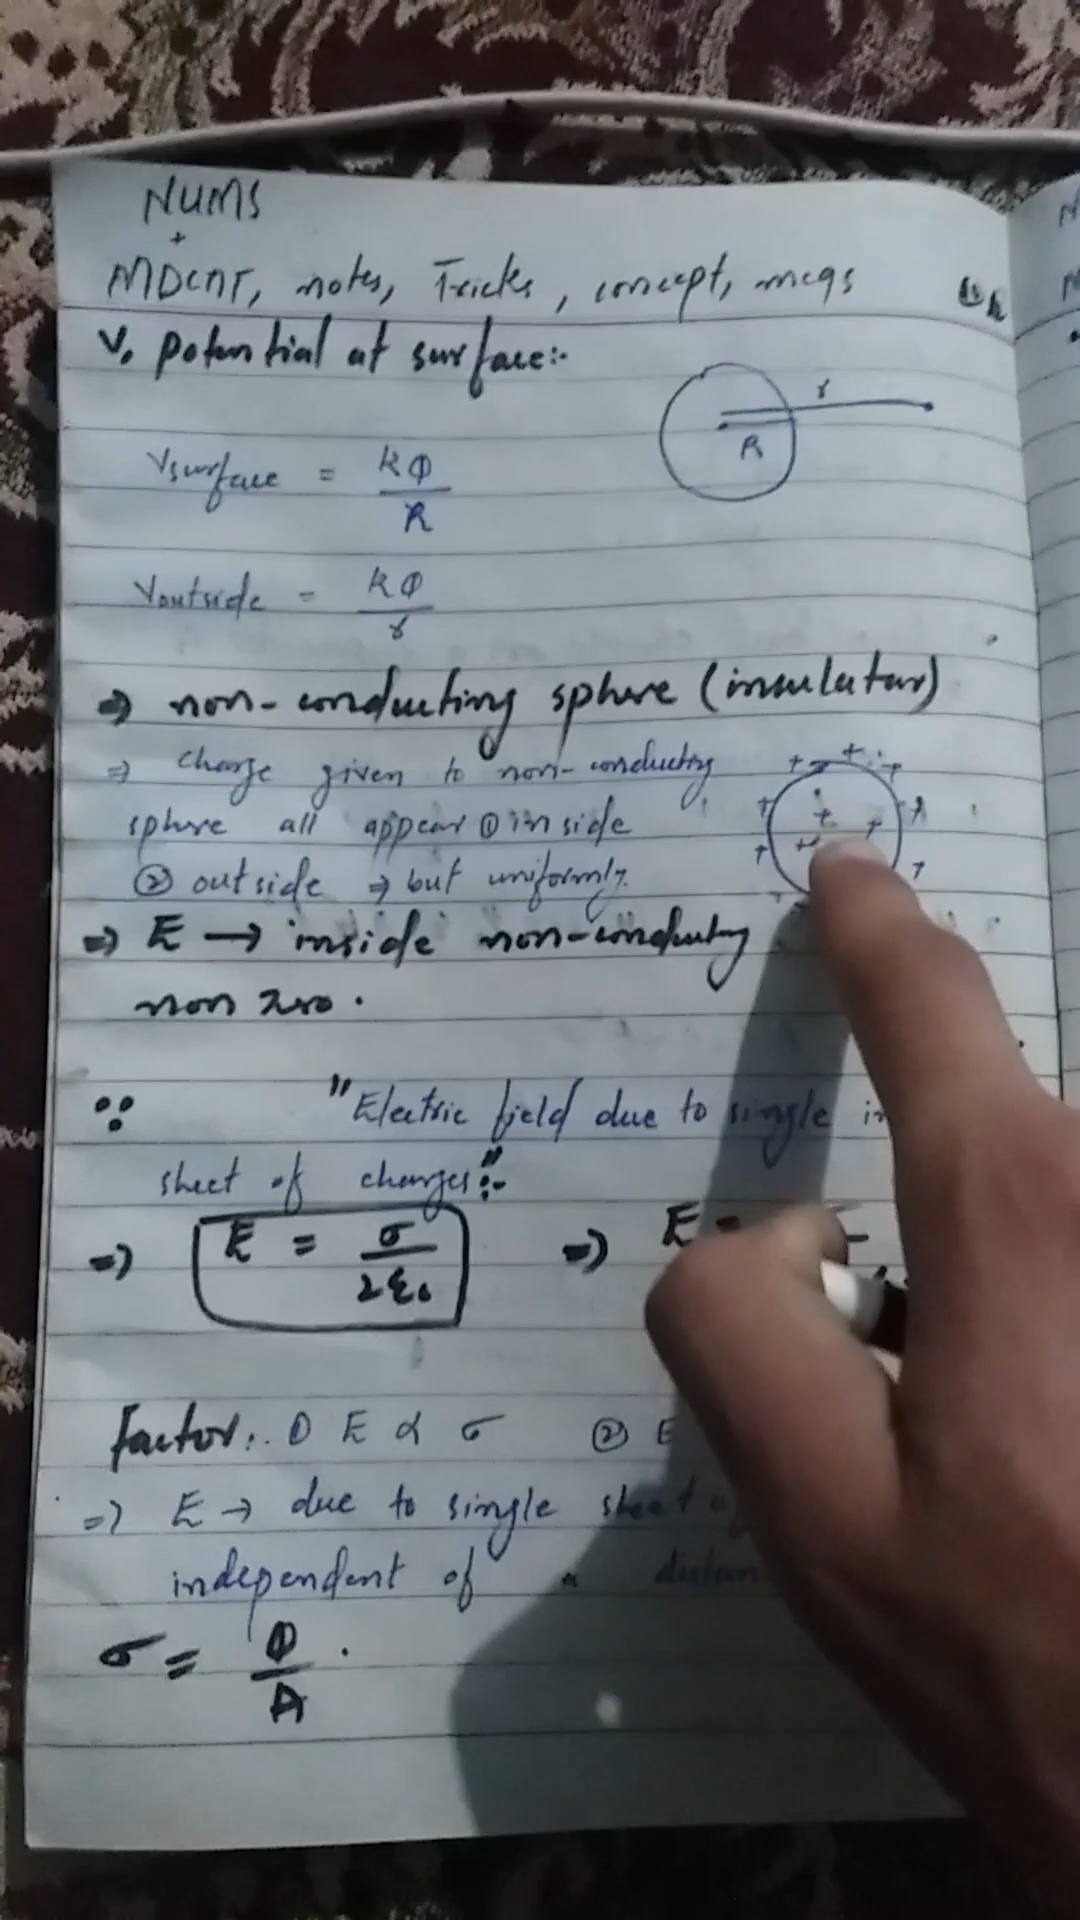 NUMS
+
MDCAT, notes, Tricks, concept, mcqs
V. potential at surface:-
r
R
Vsurface = kQ/R
Voutside = kQ/r
⇒ non-conducting sphere (insulator)
⇒ charge given to non-conducting
sphere all appear ① inside
② outside ⇒ but uniformly.
⇒ E → inside non-conducting
non zero.
"Electric field due to single
sheet of charges":-
⇒ E = σ/2ε₀ ⇒ E =
factor:. ① E α σ ② E
⇒ E → due to single sheet
independent of a
σ = Q/A .